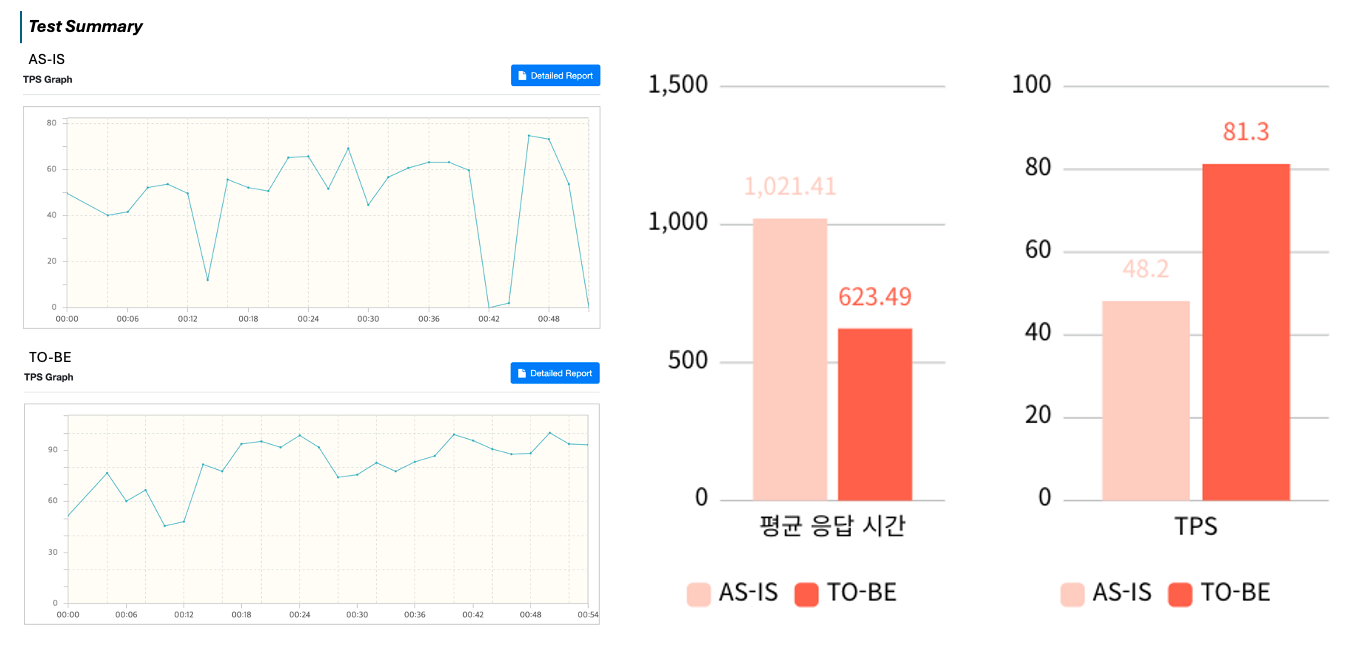 Test Summary
AS-IS
TPS Graph
Detailed Report
80
60
40
20
0
00:00 00:06 00:12 00:18 00:24 00:30 00:36 00:42 00:48
TO-BE
TPS Graph
Detailed Report
90
60
30
0
00:00 00:06 00:12 00:18 00:24 00:30 00:36 00:42 00:48 00:54
1,500
1,000
500
0
1,021.41
623.49
평균 응답 시간
AS-IS TO-BE
100
80
60
40
20
0
81.3
48.2
TPS
AS-IS TO-BE